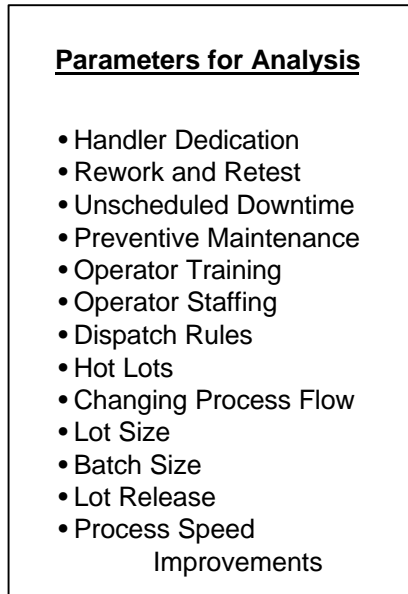 Parameters for Analysis
• Handler Dedication
• Rework and Retest
• Unscheduled Downtime
• Preventive Maintenance
• Operator Training
• Operator Staffing
• Dispatch Rules
• Hot Lots
• Changing Process Flow
• Lot Size
• Batch Size
• Lot Release
• Process Speed
Improvements